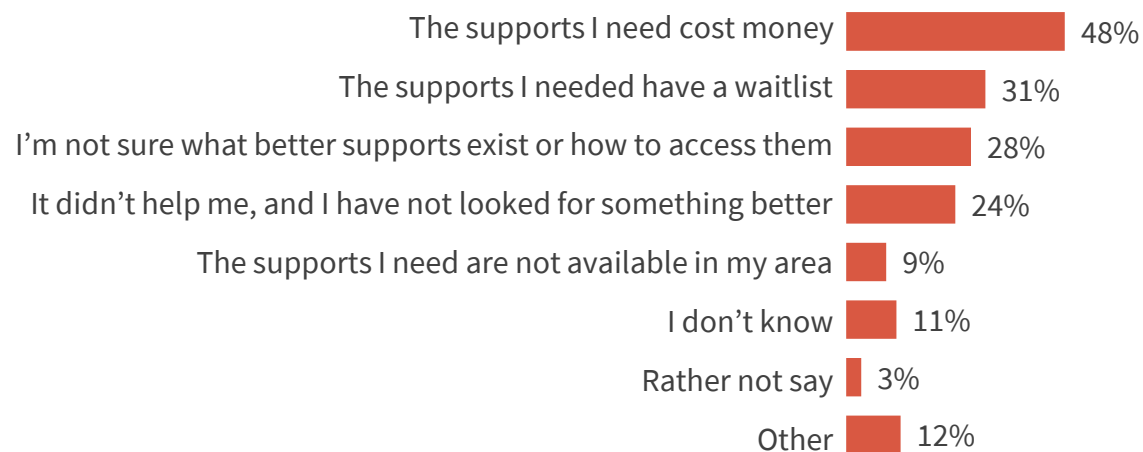 The supports I need cost money 48%
The supports I needed have a waitlist 31%
I’m not sure what better supports exist or how to access them 28%
It didn’t help me, and I have not looked for something better 24%
The supports I need are not available in my area 9%
I don’t know 11%
Rather not say 3%
Other 12%